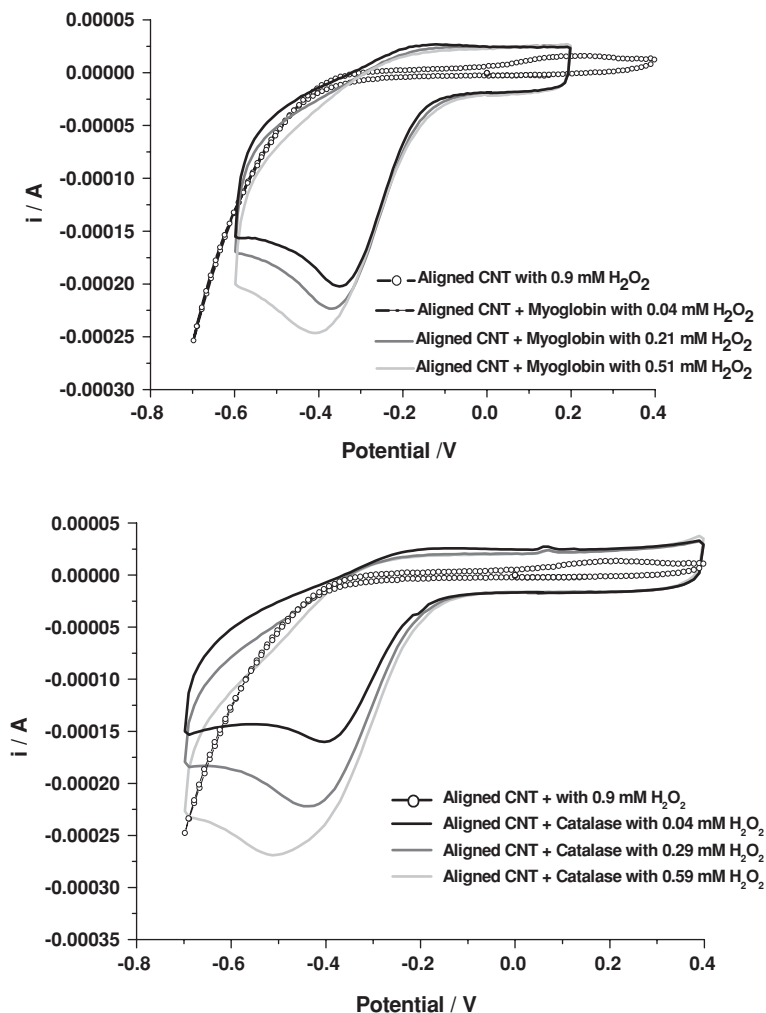 0.00005
0.00000
-0.00005
-0.00010
-0.00015
-0.00020
-0.00025
-0.00030
i / A
Aligned CNT with 0.9 mM H₂O₂
Aligned CNT + Myoglobin with 0.04 mM H₂O₂
Aligned CNT + Myoglobin with 0.21 mM H₂O₂
Aligned CNT + Myoglobin with 0.51 mM H₂O₂
-0.8 -0.6 -0.4 -0.2 0.0 0.2 0.4
Potential /V
0.00005
0.00000
-0.00005
-0.00010
-0.00015
-0.00020
-0.00025
-0.00030
-0.00035
i / A
Aligned CNT + with 0.9 mM H₂O₂
Aligned CNT + Catalase with 0.04 mM H₂O₂
Aligned CNT + Catalase with 0.29 mM H₂O₂
Aligned CNT + Catalase with 0.59 mM H₂O₂
-0.8 -0.6 -0.4 -0.2 0.0 0.2 0.4
Potential / V